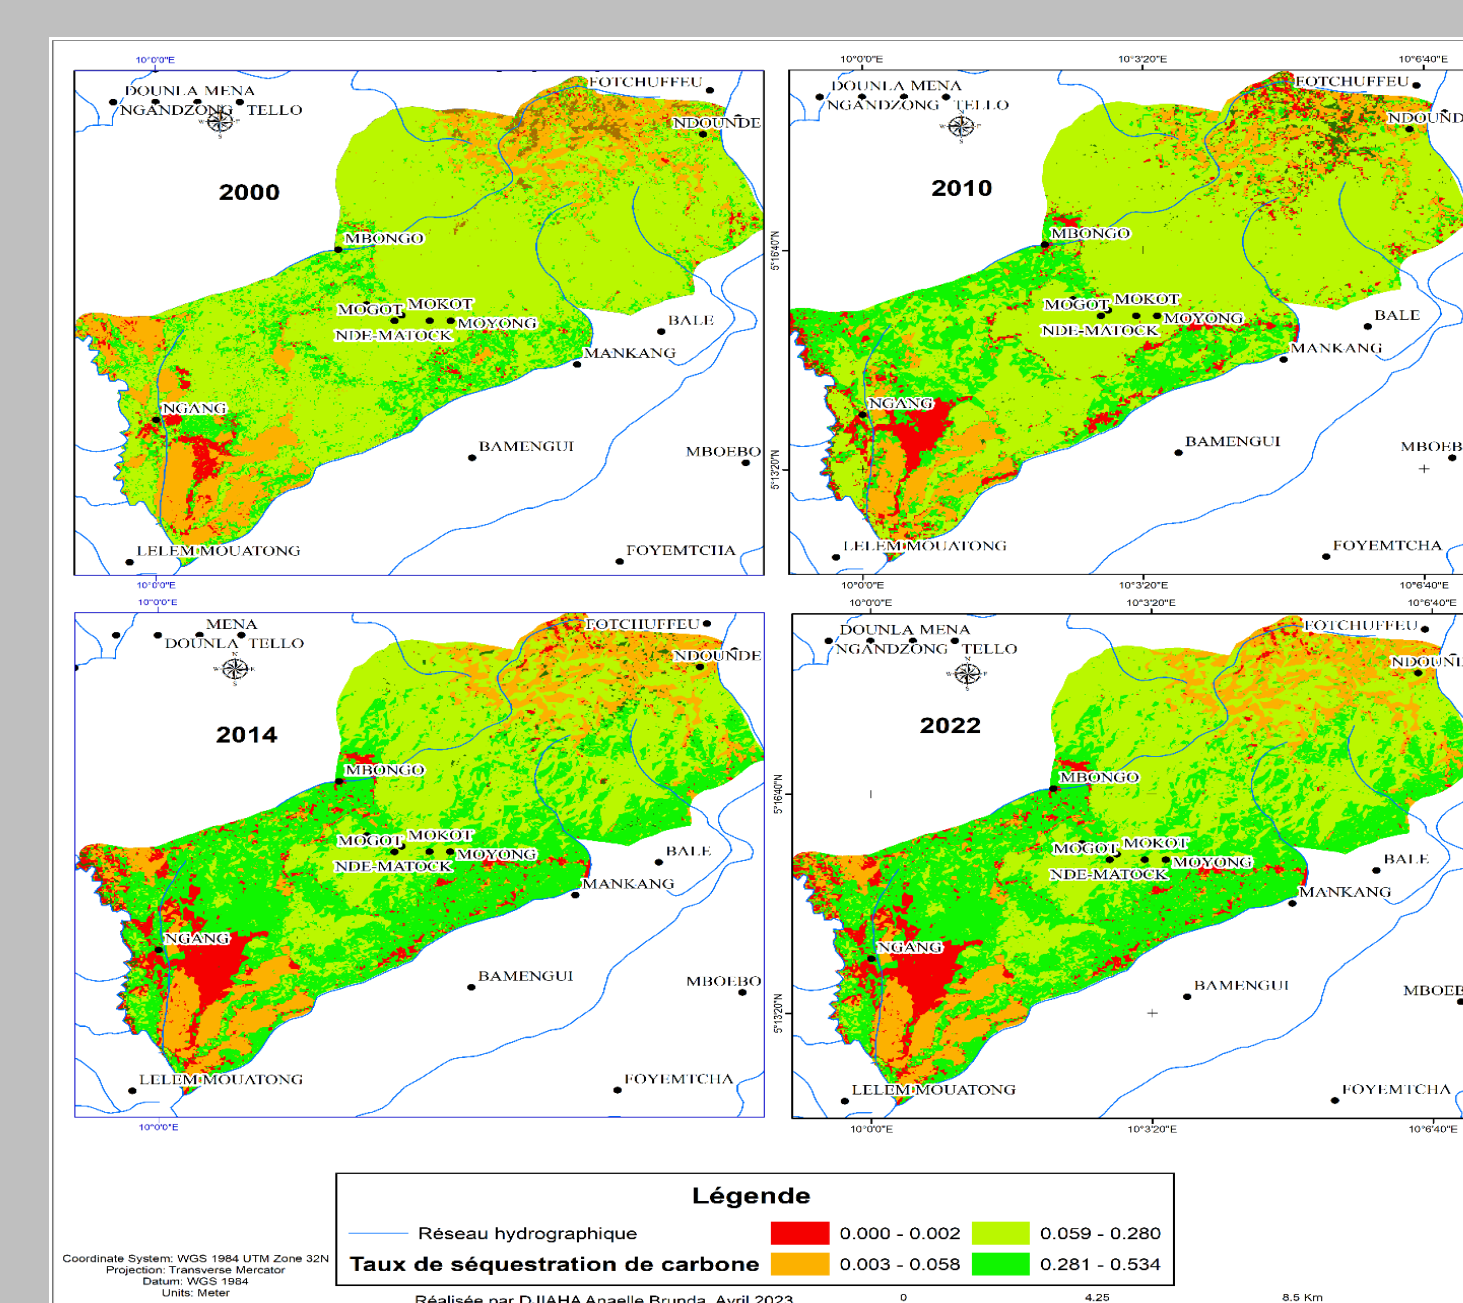 10°0'0"E
10°0'0"E 10°3'20"E 10°6'40"E
DOUNLA MENA
NGANDZONG TELLO
FOTCHUFFEU
NDOUNDE
2000
MBONGO
MOGOT MOKOT
NDE-MATOCK MOYONG
BALE
MANKANG
NGANG
BAMENGUI
MBOEBO
LELEM MOUATONG
FOYEMTCHA
10°0'0"E
DOUNLA MENA
NGANDZONG TELLO
FOTCHUFFEU
NDOUND
2010
MBONGO
5°16'40"N
MOGOT MOKOT
NDE-MATOCK MOYONG
BALE
MANKANG
NGANG
BAMENGUI
MBOEB
5°13'20"N
LELEM MOUATONG
FOYEMTCHA
10°0'0"E 10°3'20"E 10°6'40"E
10°0'0"E
MENA
DOUNLA TELLO
FOTCHUFFEU
NDOUNDE
2014
MBONGO
MOGOT MOKOT
NDE-MATOCK MOYONG
BALE
MANKANG
NGANG
BAMENGUI
MBOEBO
LELEM MOUATONG
FOYEMTCHA
10°0'0"E
10°0'0"E 10°3'20"E 10°6'40"E
DOUNLA MENA
NGANDZONG TELLO
FOTCHUFFEU
2022
MBONGO
5°16'40"N
MOGOT MOKOT
NDE-MATOCK MOYONG
BALE
MANKANG
NGANG
BAMENGUI
5°13'20"N
LELEM MOUATONG
FOYEMTCHA
10°0'0"E 10°3'20"E 10°6'40"E
Légende
Réseau hydrographique
0.000 - 0.002 0.059 - 0.280
Taux de séquestration de carbone
0.003 - 0.058 0.281 - 0.534
Coordinate System: WGS 1984 UTM Zone 32N
Projection: Transverse Mercator
Datum: WGS 1984
Units: Meter
Réalisée par DJIAHA Anaelle Brunda, Avril 2023
0 4.25 8.5 Km